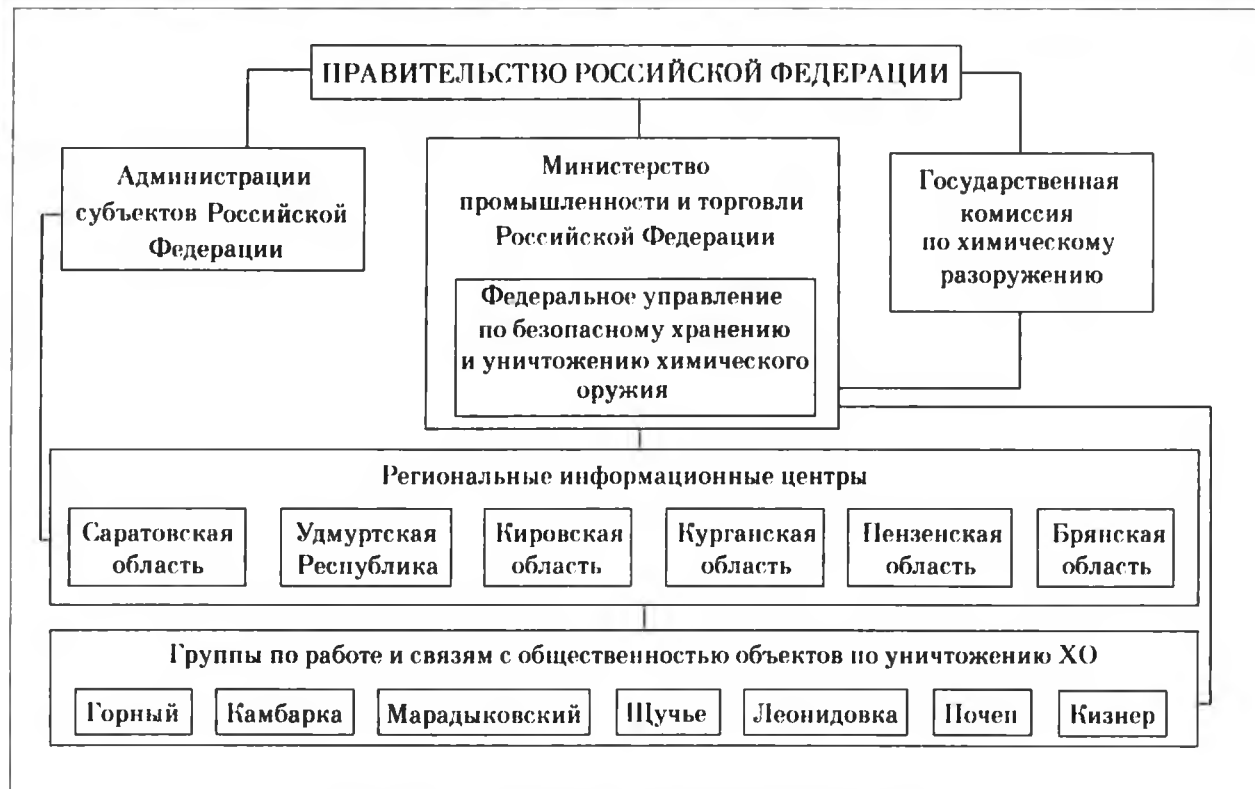 ПРАВИТЕЛЬСТВО РОССИЙСКОЙ ФЕДЕРАЦИИ
Администрации
субъектов Российской
Федерации
Министерство
промышленности и торговли
Российской Федерации
Федеральное управление
по безопасному хранению
и уничтожению химического
оружия
Государственная
комиссия
по химическому
разоружению
Региональные информационные центры
Саратовская
область
Удмуртская
Республика
Кировская
область
Курганская
область
Пензенская
область
Брянская
область
Группы по работе и связям с общественностью объектов по уничтожению ХО
Горный
Камбарка
Марадыковский
Щучье
Леонидовка
Почеп
Кизнер